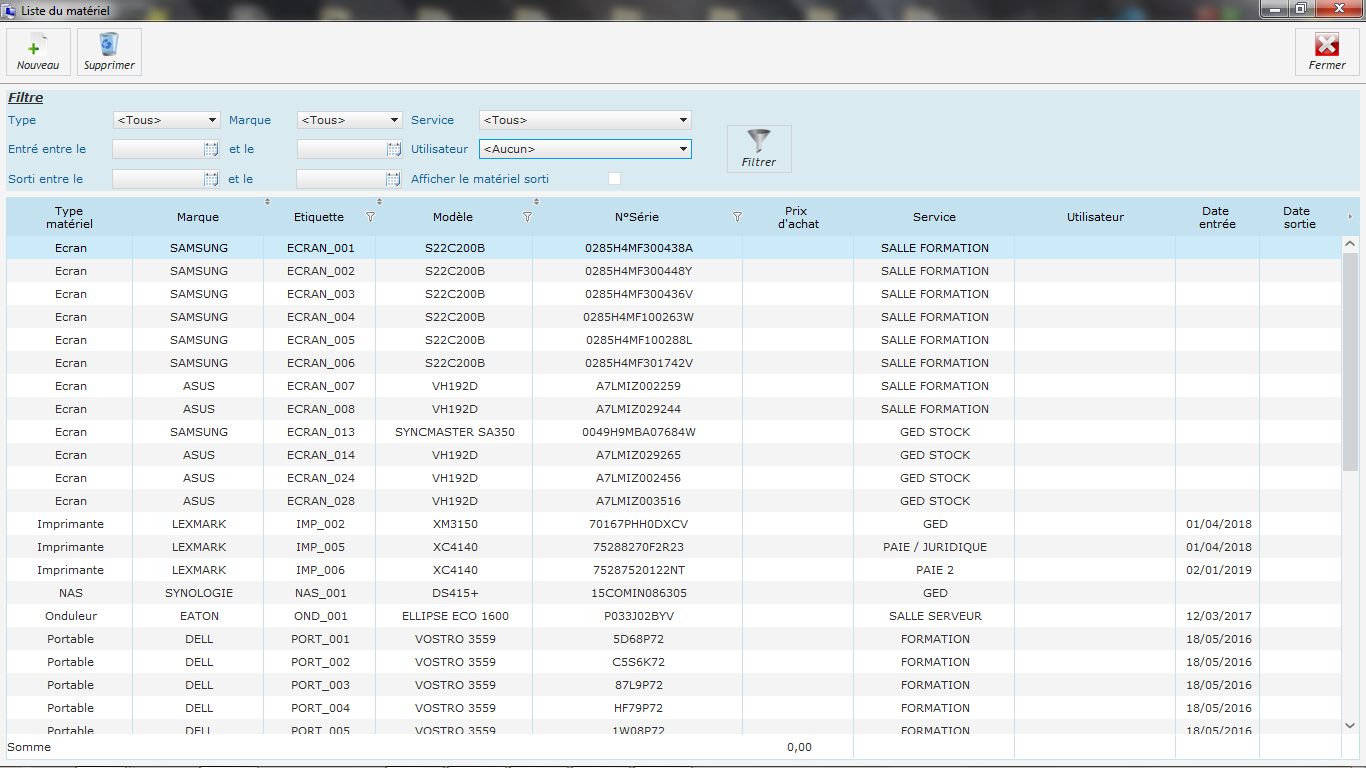 Liste du matériel
Nouveau Supprimer Fermer
Filtre
Type <Tous> Marque <Tous> Service <Tous>
Entré entre le et le Utilisateur <Aucun> Filtrer
Sorti entre le et le Afficher le matériel sorti
Type matériel Marque Etiquette Modèle N°Série Prix d'achat Service Utilisateur Date entrée Date sortie
Ecran SAMSUNG ECRAN_001 S22C200B 0285H4MF300438A SALLE FORMATION
Ecran SAMSUNG ECRAN_002 S22C200B 0285H4MF300448Y SALLE FORMATION
Ecran SAMSUNG ECRAN_003 S22C200B 0285H4MF300436V SALLE FORMATION
Ecran SAMSUNG ECRAN_004 S22C200B 0285H4MF100263W SALLE FORMATION
Ecran SAMSUNG ECRAN_005 S22C200B 0285H4MF100288L SALLE FORMATION
Ecran SAMSUNG ECRAN_006 S22C200B 0285H4MF301742V SALLE FORMATION
Ecran ASUS ECRAN_007 VH192D A7LMIZ002259 SALLE FORMATION
Ecran ASUS ECRAN_008 VH192D A7LMIZ029244 SALLE FORMATION
Ecran SAMSUNG ECRAN_013 SYNCMASTER SA350 0049H9MBA07684W GED STOCK
Ecran ASUS ECRAN_014 VH192D A7LMIZ029265 GED STOCK
Ecran ASUS ECRAN_024 VH192D A7LMIZ002456 GED STOCK
Ecran ASUS ECRAN_028 VH192D A7LMIZ003516 GED STOCK
Imprimante LEXMARK IMP_002 XM3150 70167PHH0DXCV GED 01/04/2018
Imprimante LEXMARK IMP_005 XC4140 75288270F2R23 PAIE / JURIDIQUE 01/04/2018
Imprimante LEXMARK IMP_006 XC4140 75287520122NT PAIE 2 02/01/2019
NAS SYNOLOGIE NAS_001 DS415+ 15COMIN086305 GED
Onduleur EATON OND_001 ELLIPSE ECO 1600 P033J02BYV SALLE SERVEUR 12/03/2017
Portable DELL PORT_001 VOSTRO 3559 5D68P72 FORMATION 18/05/2016
Portable DELL PORT_002 VOSTRO 3559 C5S6K72 FORMATION 18/05/2016
Portable DELL PORT_003 VOSTRO 3559 87L9P72 FORMATION 18/05/2016
Portable DELL PORT_004 VOSTRO 3559 HF79P72 FORMATION 18/05/2016
Portable DELL PORT_005 VOSTRO 3559 1W08P72 FORMATION 18/05/2016
Somme 0,00